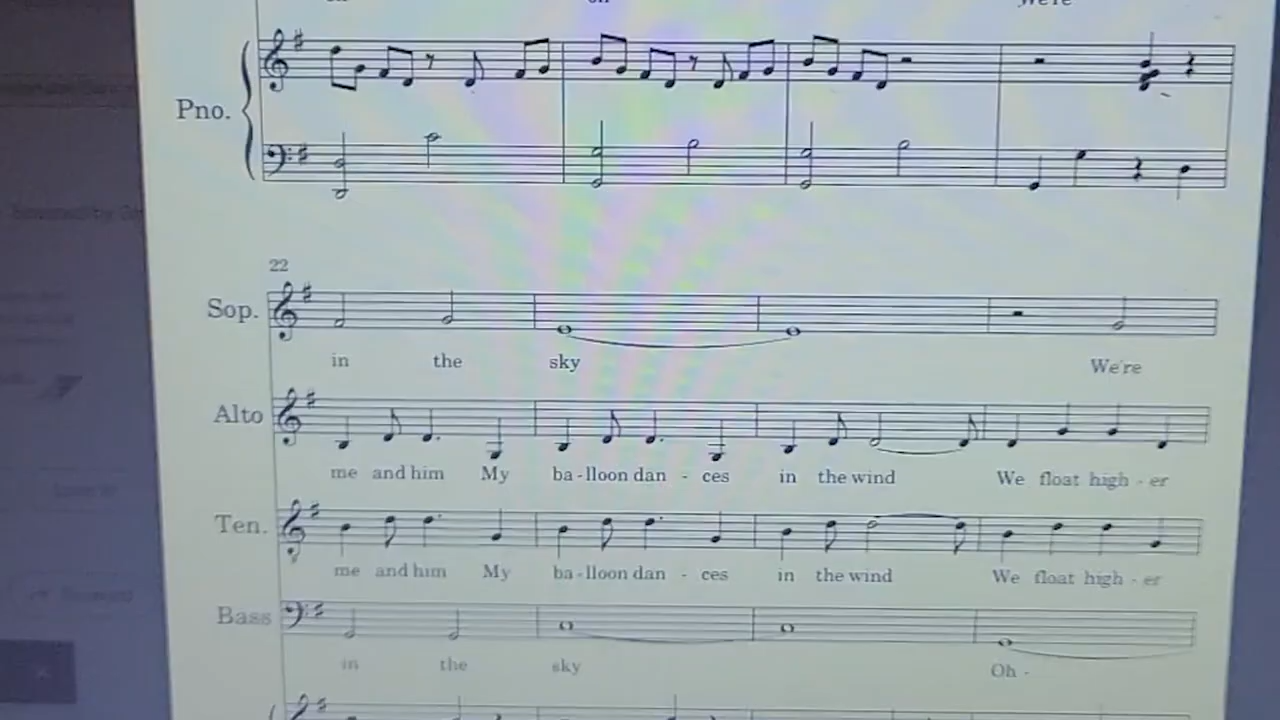 We're
Pno.
22
Sop.
in the sky We're
Alto
me and him My ba - lloon dan - ces in the wind We float high - er
Ten.
me and him My ba - lloon dan - ces in the wind We float high - er
Bass
in the sky Oh -